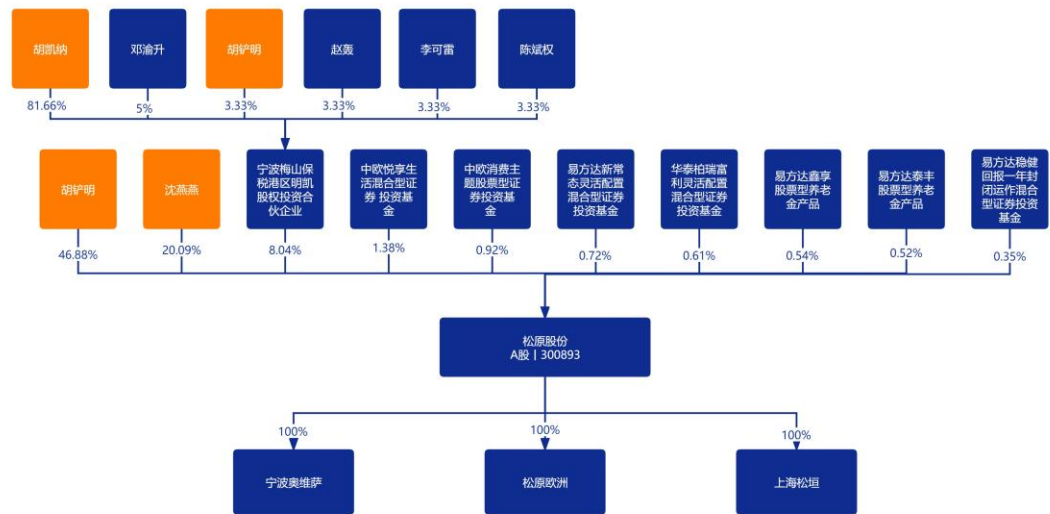 胡凯纳
邓渝升
胡铲明
赵轰
李可雷
陈斌权
81.66%
5%
3.33%
3.33%
3.33%
3.33%
胡铲明
沈燕燕
宁波梅山保
税港区明凯
股权投资合
伙企业
中欧悦享生
活混合型证
券 投资基
金
中欧消费主
题股票型证
券投资基
金
易方达新常
态灵活配置
混合型证券
投资基金
华泰柏瑞富
利灵活配置
混合型证券
投资基金
易方达鑫享
股票型养老
金产品
易方达泰丰
股票型养老
金产品
易方达稳健
回报一年封
闭运作混合
型证券投资
基金
46.88%
20.09%
8.04%
1.38%
0.92%
0.72%
0.61%
0.54%
0.52%
0.35%
松原股份
A股丨300893
100%
100%
100%
宁波奥维萨
松原欧洲
上海松垣